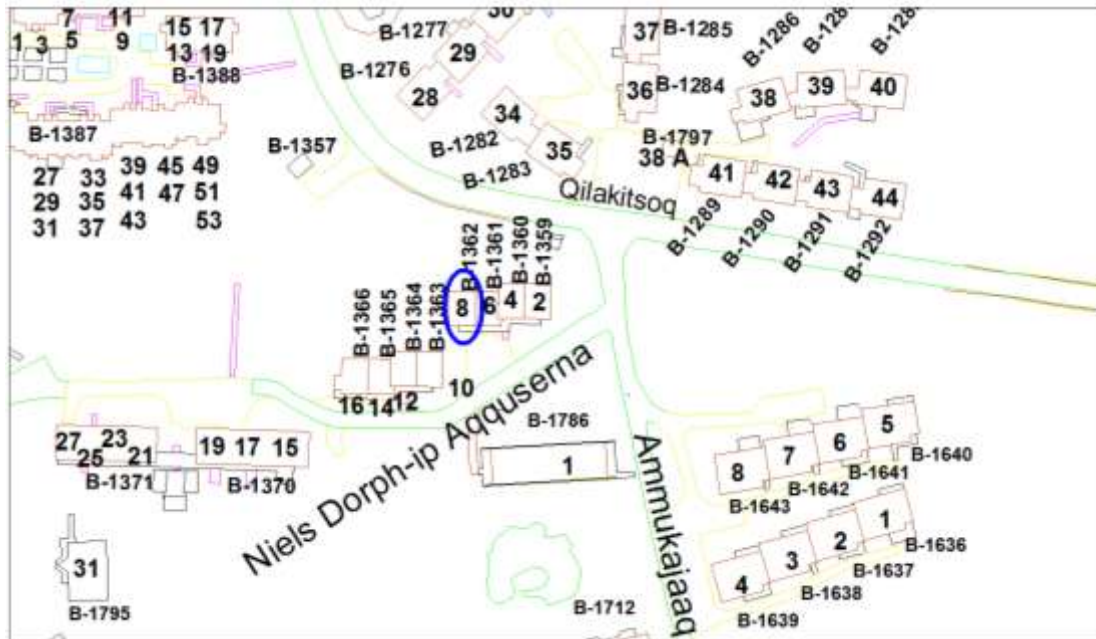 7 11
1 3 5 9
15 17
13 19
B-1388
B-1387
27 33 39 45 49
29 35 41 47 51
31 37 43 53
B-1277
B-1276
29
28
B-1357
34
35
B-1282
B-1283
37
B-1285
36
B-1284
B-1286
38
39
40
B-1797
38 A
41
42
43
44
Qilakitsoq
B-1289
B-1290
B-1291
B-1292
B-1362
B-1361
B-1360
B-1359
8
6
4
2
B-1366
B-1365
B-1364
B-1363
16
14
12
10
Niels Dorph-ip Aqquserna
27 23
25 21
B-1371
19 17 15
B-1370
B-1786
1
Ammukajaaq
8
7
6
5
B-1643
B-1642
B-1641
B-1640
4
3
2
1
B-1639
B-1638
B-1637
B-1636
31
B-1795
B-1712